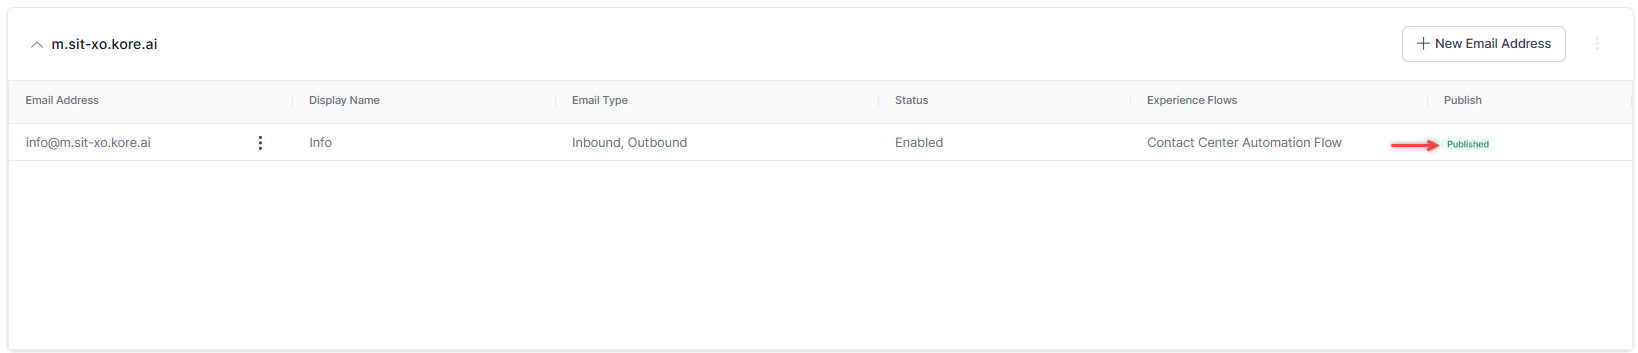 m.sit-xo.kore.ai
New Email Address
Email Address Display Name Email Type Status Experience Flows Publish
info@m.sit-xo.kore.ai Info Inbound, Outbound Enabled Contact Center Automation Flow Published